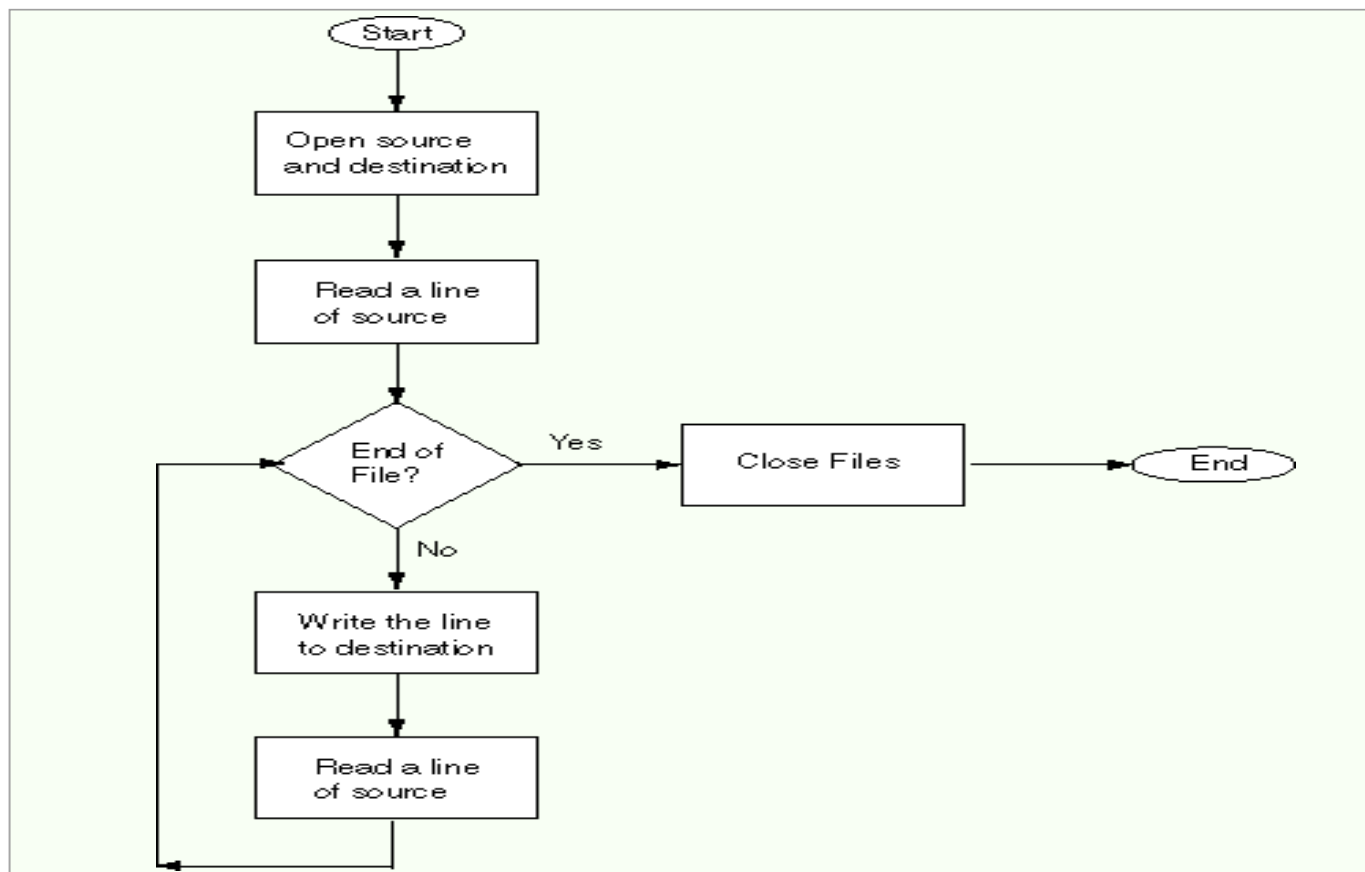 Start
Open source
and destination
Read a line
of source
End of
File?
Yes
Close Files
End
No
Write the line
to destination
Read a line
of source